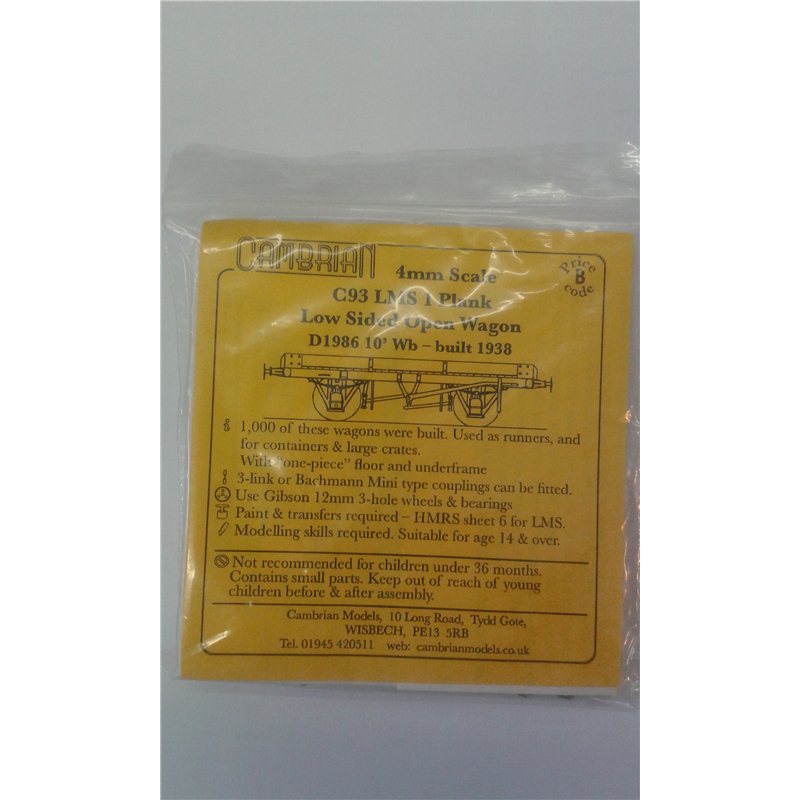 CAMBRIAN
4mm Scale
Price
B
code
C93 LMS 1 Plank
Low Sided Open Wagon
D1986 10' Wb – built 1938
1,000 of these wagons were built. Used as runners, and
for containers & large crates.
With "one-piece" floor and underframe
3-link or Bachmann Mini type couplings can be fitted.
Use Gibson 12mm 3-hole wheels & bearings
Paint & transfers required – HMRS sheet 6 for LMS.
Modelling skills required. Suitable for age 14 & over.
Not recommended for children under 36 months.
Contains small parts. Keep out of reach of young
children before & after assembly.
Cambrian Models, 10 Long Road, Tydd Gote,
WISBECH, PE13 5RB
Tel. 01945 420511 web: cambrianmodels.co.uk